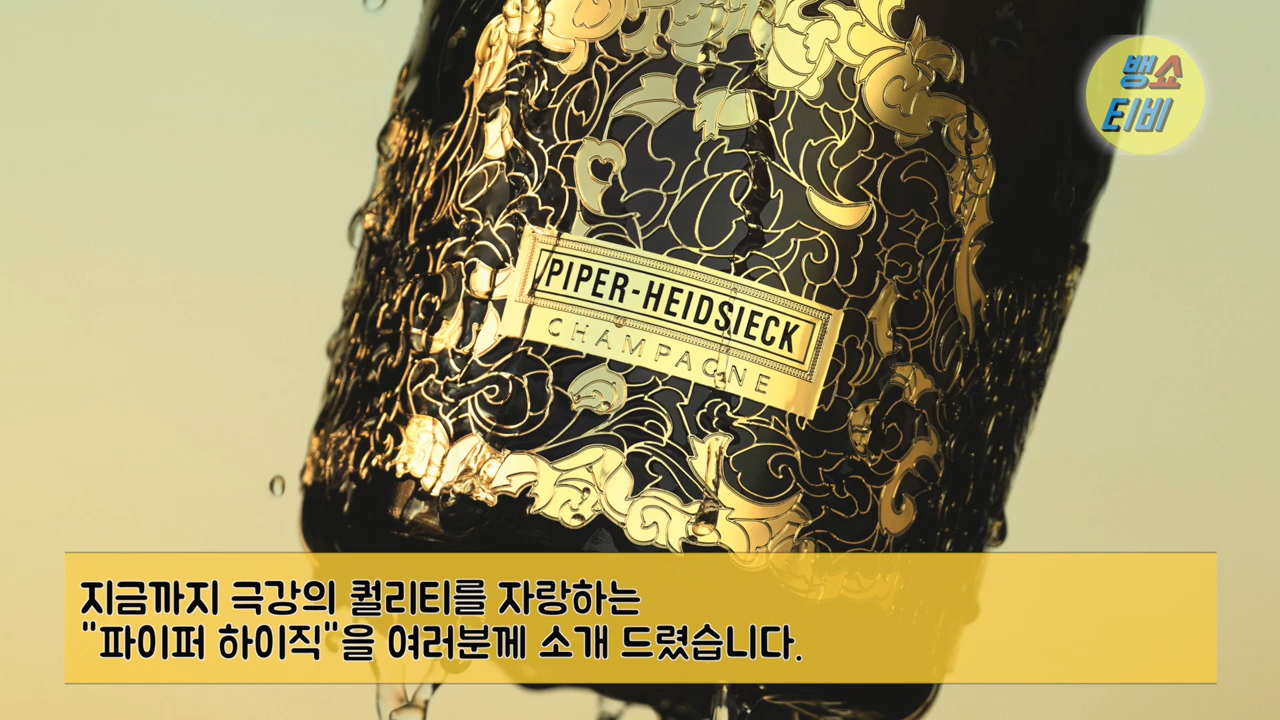 뱅쇼
티비
PIPER-HEIDSIECK
CHAMPAGNE
지금까지 극강의 퀄리티를 자랑하는
"파이퍼 하이직"을 여러분께 소개 드렸습니다.